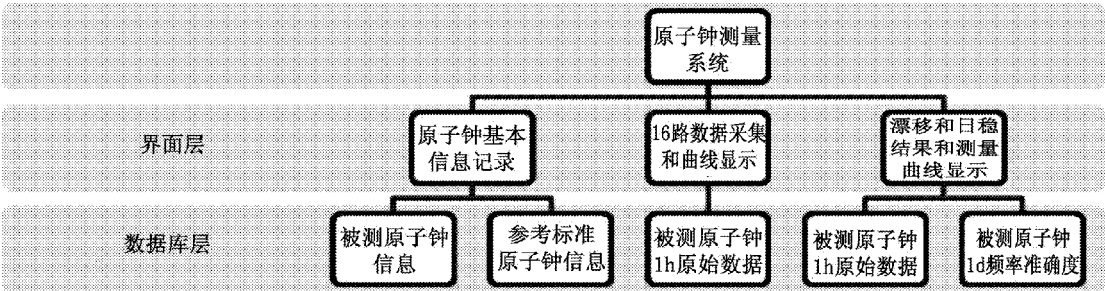 原子钟测量
系统
界面层
原子钟基本
信息记录
16路数据采集
和曲线显示
漂移和日稳
结果和测量
曲线显示
数据库层
被测原子钟
信息
参考标准
原子钟信息
被测原子钟
1h原始数据
被测原子钟
1h原始数据
被测原子钟
1d频率准确度